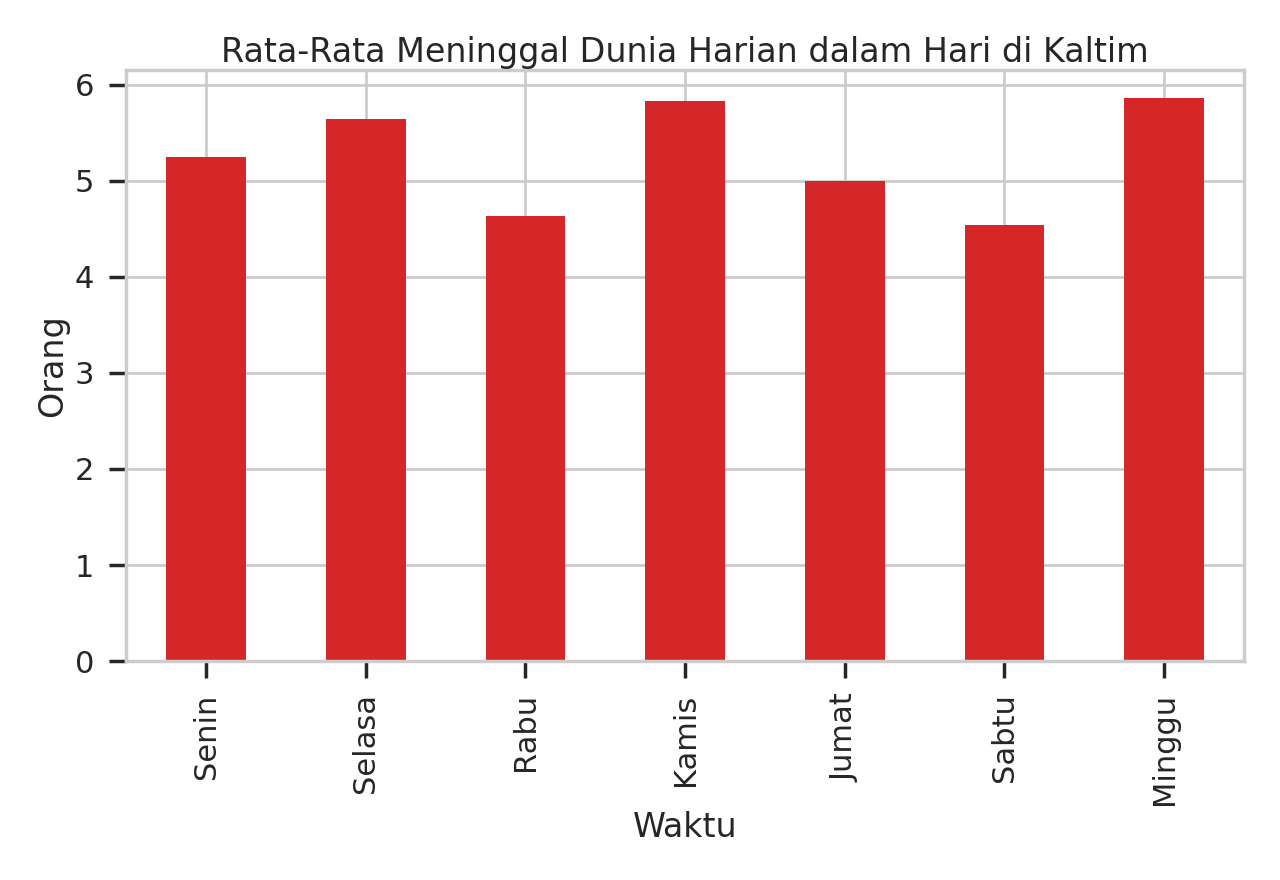 Rata-Rata Meninggal Dunia Harian dalam Hari di Kaltim
6
5
4
3
2
1
0
Orang
Senin
Selasa
Rabu
Kamis
Jumat
Sabtu
Minggu
Waktu